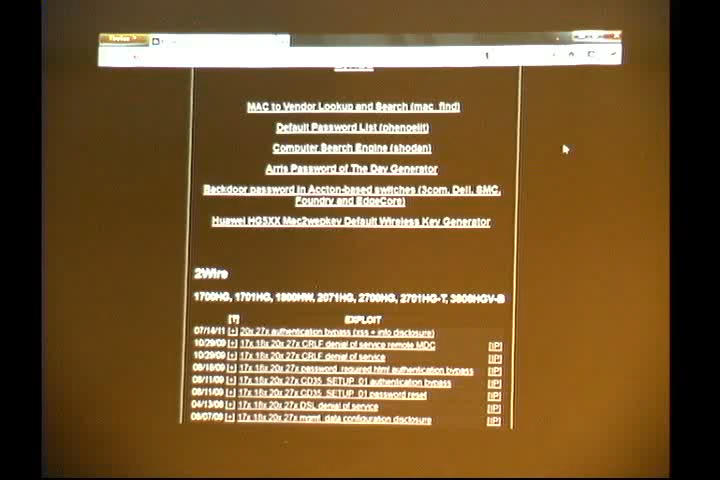 MAC to Vendor Lookup and Search (mac_find)
Default Password List (phenoelit)
Computer Search Engine (shodan)
Arris Password of The Day Generator
Backdoor password in Accton-based switches (3com, Dell, SMC,
Foundry and EdgeCore)
Huawei HG5XX Mac2wepkey Default Wireless Key Generator
2Wire
1700HG, 1701HG, 1800HW, 2071HG, 2700HG, 2701HG-T, 3800HGV-B
[T] EXPLOIT
07/14/11 [+] 20x 27x authentication bypass (xss + info disclosure)
10/29/09 [+] 17x 18x 20x 27x CRLF denial of service remote MDC [IP]
10/29/09 [+] 17x 18x 20x 27x CRLF denial of service [IP]
08/18/09 [+] 17x 18x 20x 27x password_required.html authentication bypass [IP]
08/11/09 [+] 17x 18x 20x 27x CD35_SETUP_01 authentication bypass [IP]
08/11/09 [+] 17x 18x 20x 27x CD35_SETUP_01 password reset [IP]
04/13/09 [+] 17x 18x 20x 27x DSL denial of service [IP]
[+] 17x 18x 20x 27x mgmt_data configuration disclosure [IP]